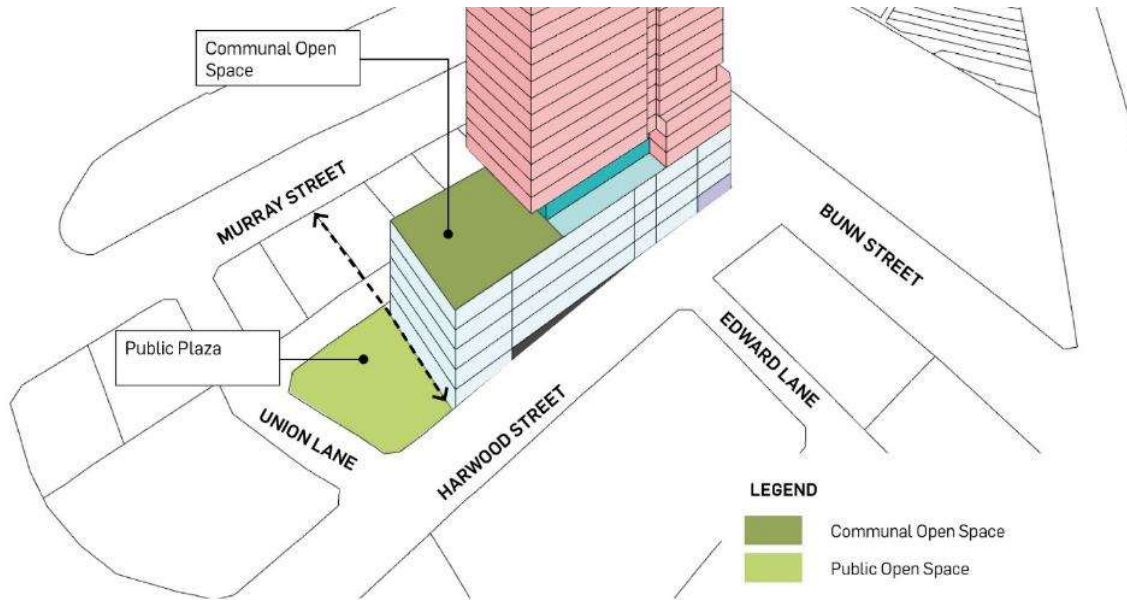 Communal Open
Space
MURRAY STREET
BUNN STREET
Public Plaza
EDWARD LANE
UNION LANE
HARWOOD STREET
LEGEND
Communal Open Space
Public Open Space